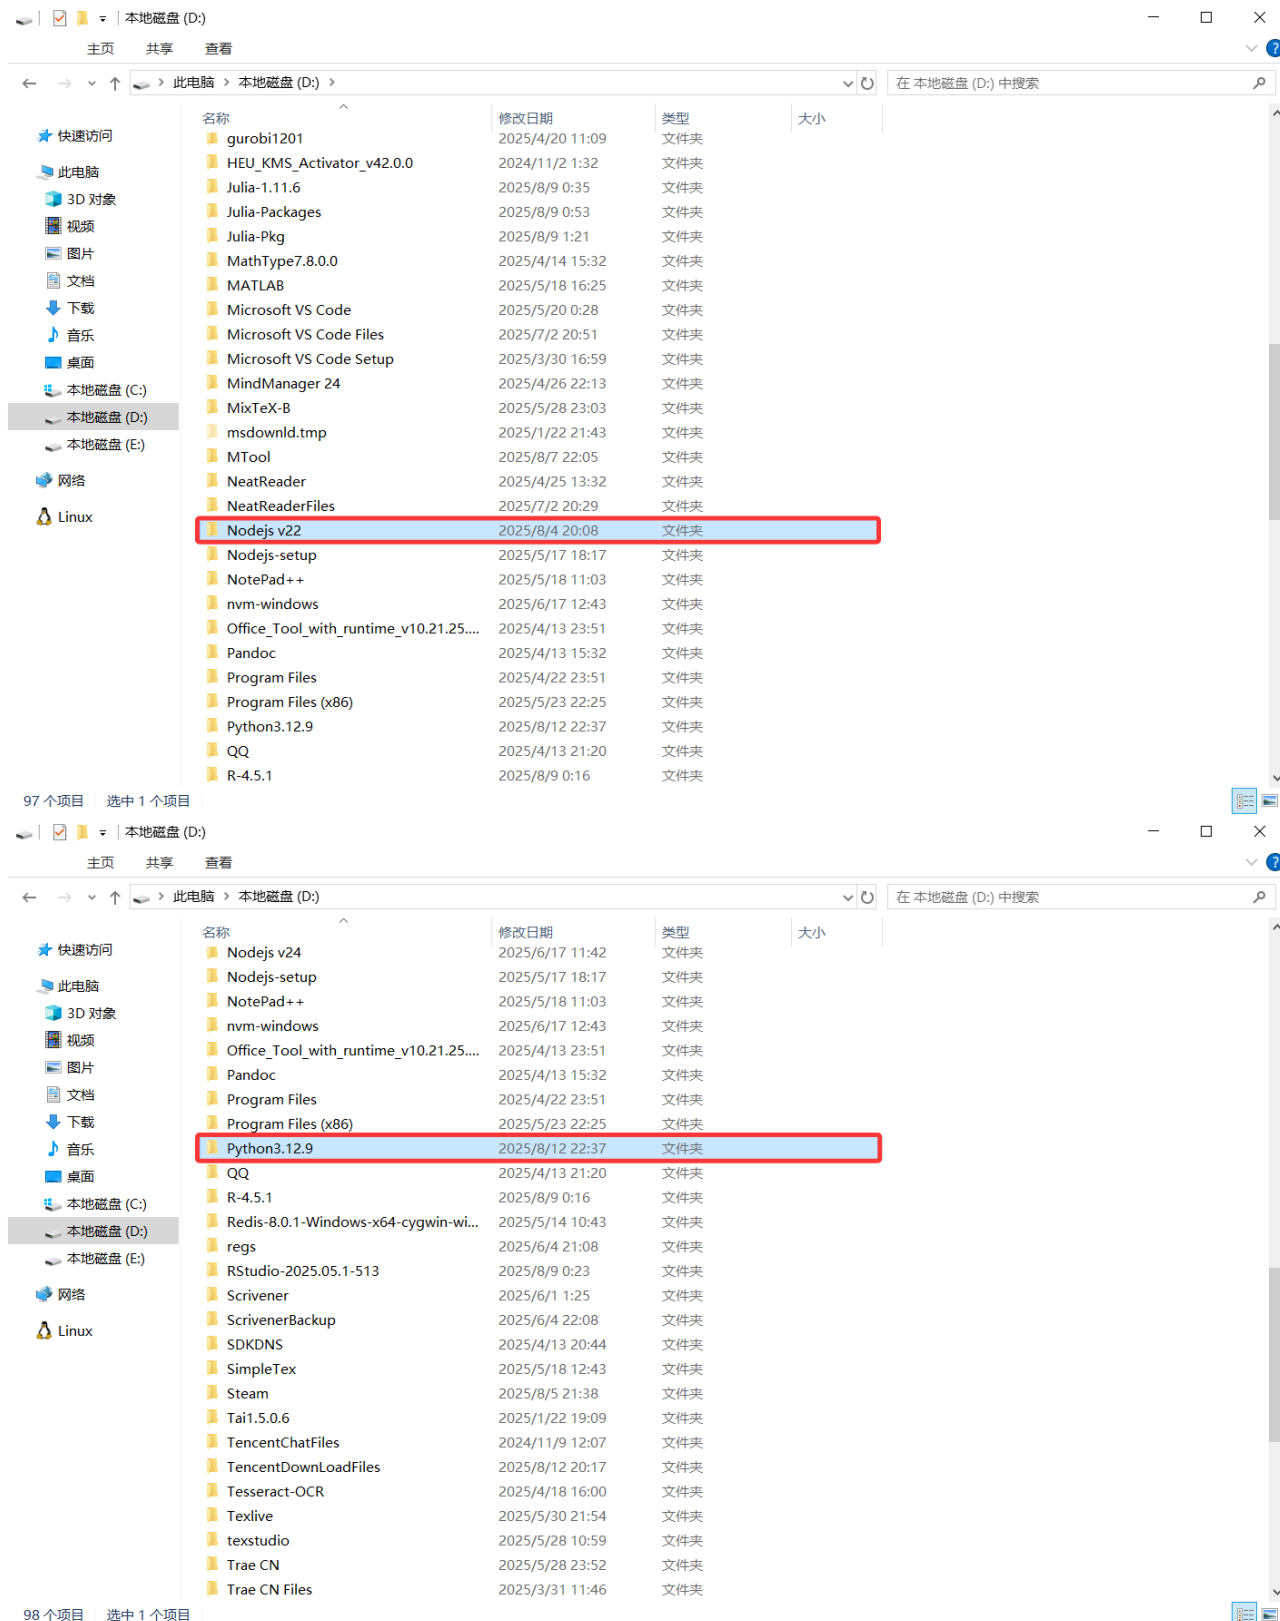 本地磁盘 (D:)
主页 共享 查看
此电脑 本地磁盘 (D:) 在 本地磁盘 (D:) 中搜索
名称 修改日期 类型 大小
快速访问
此电脑
3D 对象
视频
图片
文档
下载
音乐
桌面
本地磁盘 (C:)
本地磁盘 (D:)
本地磁盘 (E:)
网络
Linux
gurobi1201 2025/4/20 11:09 文件夹
HEU_KMS_Activator_v42.0.0 2024/11/2 1:32 文件夹
Julia-1.11.6 2025/8/9 0:35 文件夹
Julia-Packages 2025/8/9 0:53 文件夹
Julia-Pkg 2025/8/9 1:21 文件夹
MathType7.8.0.0 2025/4/14 15:32 文件夹
MATLAB 2025/5/18 16:25 文件夹
Microsoft VS Code 2025/5/20 0:28 文件夹
Microsoft VS Code Files 2025/7/2 20:51 文件夹
Microsoft VS Code Setup 2025/3/30 16:59 文件夹
MindManager 24 2025/4/26 22:13 文件夹
MixTeX-B 2025/5/28 23:03 文件夹
msdownld.tmp 2025/1/22 21:43 文件夹
MTool 2025/8/7 22:05 文件夹
NeatReader 2025/4/25 13:32 文件夹
NeatReaderFiles 2025/7/2 20:29 文件夹
Nodejs v22 2025/8/4 20:08 文件夹
Nodejs-setup 2025/5/17 18:17 文件夹
NotePad++ 2025/5/18 11:03 文件夹
nvm-windows 2025/6/17 12:43 文件夹
Office_Tool_with_runtime_v10.21.25.... 2025/4/13 23:51 文件夹
Pandoc 2025/4/13 15:32 文件夹
Program Files 2025/4/22 23:51 文件夹
Program Files (x86) 2025/5/23 22:25 文件夹
Python3.12.9 2025/8/12 22:37 文件夹
QQ 2025/4/13 21:20 文件夹
R-4.5.1 2025/8/9 0:16 文件夹
97 个项目 选中 1 个项目
本地磁盘 (D:)
主页 共享 查看
此电脑 本地磁盘 (D:) 在 本地磁盘 (D:) 中搜索
名称 修改日期 类型 大小
快速访问
此电脑
3D 对象
视频
图片
文档
下载
音乐
桌面
本地磁盘 (C:)
本地磁盘 (D:)
本地磁盘 (E:)
网络
Linux
Nodejs v24 2025/6/17 11:42 文件夹
Nodejs-setup 2025/5/17 18:17 文件夹
NotePad++ 2025/5/18 11:03 文件夹
nvm-windows 2025/6/17 12:43 文件夹
Office_Tool_with_runtime_v10.21.25.... 2025/4/13 23:51 文件夹
Pandoc 2025/4/13 15:32 文件夹
Program Files 2025/4/22 23:51 文件夹
Program Files (x86) 2025/5/23 22:25 文件夹
Python3.12.9 2025/8/12 22:37 文件夹
QQ 2025/4/13 21:20 文件夹
R-4.5.1 2025/8/9 0:16 文件夹
Redis-8.0.1-Windows-x64-cygwin-wi... 2025/5/14 10:43 文件夹
regs 2025/6/4 21:08 文件夹
RStudio-2025.05.1-513 2025/8/9 0:23 文件夹
Scrivener 2025/6/1 1:25 文件夹
ScrivenerBackup 2025/6/4 22:08 文件夹
SDKDNS 2025/4/13 20:44 文件夹
SimpleTex 2025/5/18 12:43 文件夹
Steam 2025/8/5 21:38 文件夹
Tai1.5.0.6 2025/1/22 19:09 文件夹
TencentChatFiles 2024/11/9 12:07 文件夹
TencentDownLoadFiles 2025/8/12 20:17 文件夹
Tesseract-OCR 2025/4/18 16:00 文件夹
Texlive 2025/5/30 21:54 文件夹
texstudio 2025/5/28 10:59 文件夹
Trae CN 2025/5/28 23:52 文件夹
Trae CN Files 2025/3/31 11:46 文件夹
98 个项目 选中 1 个项目